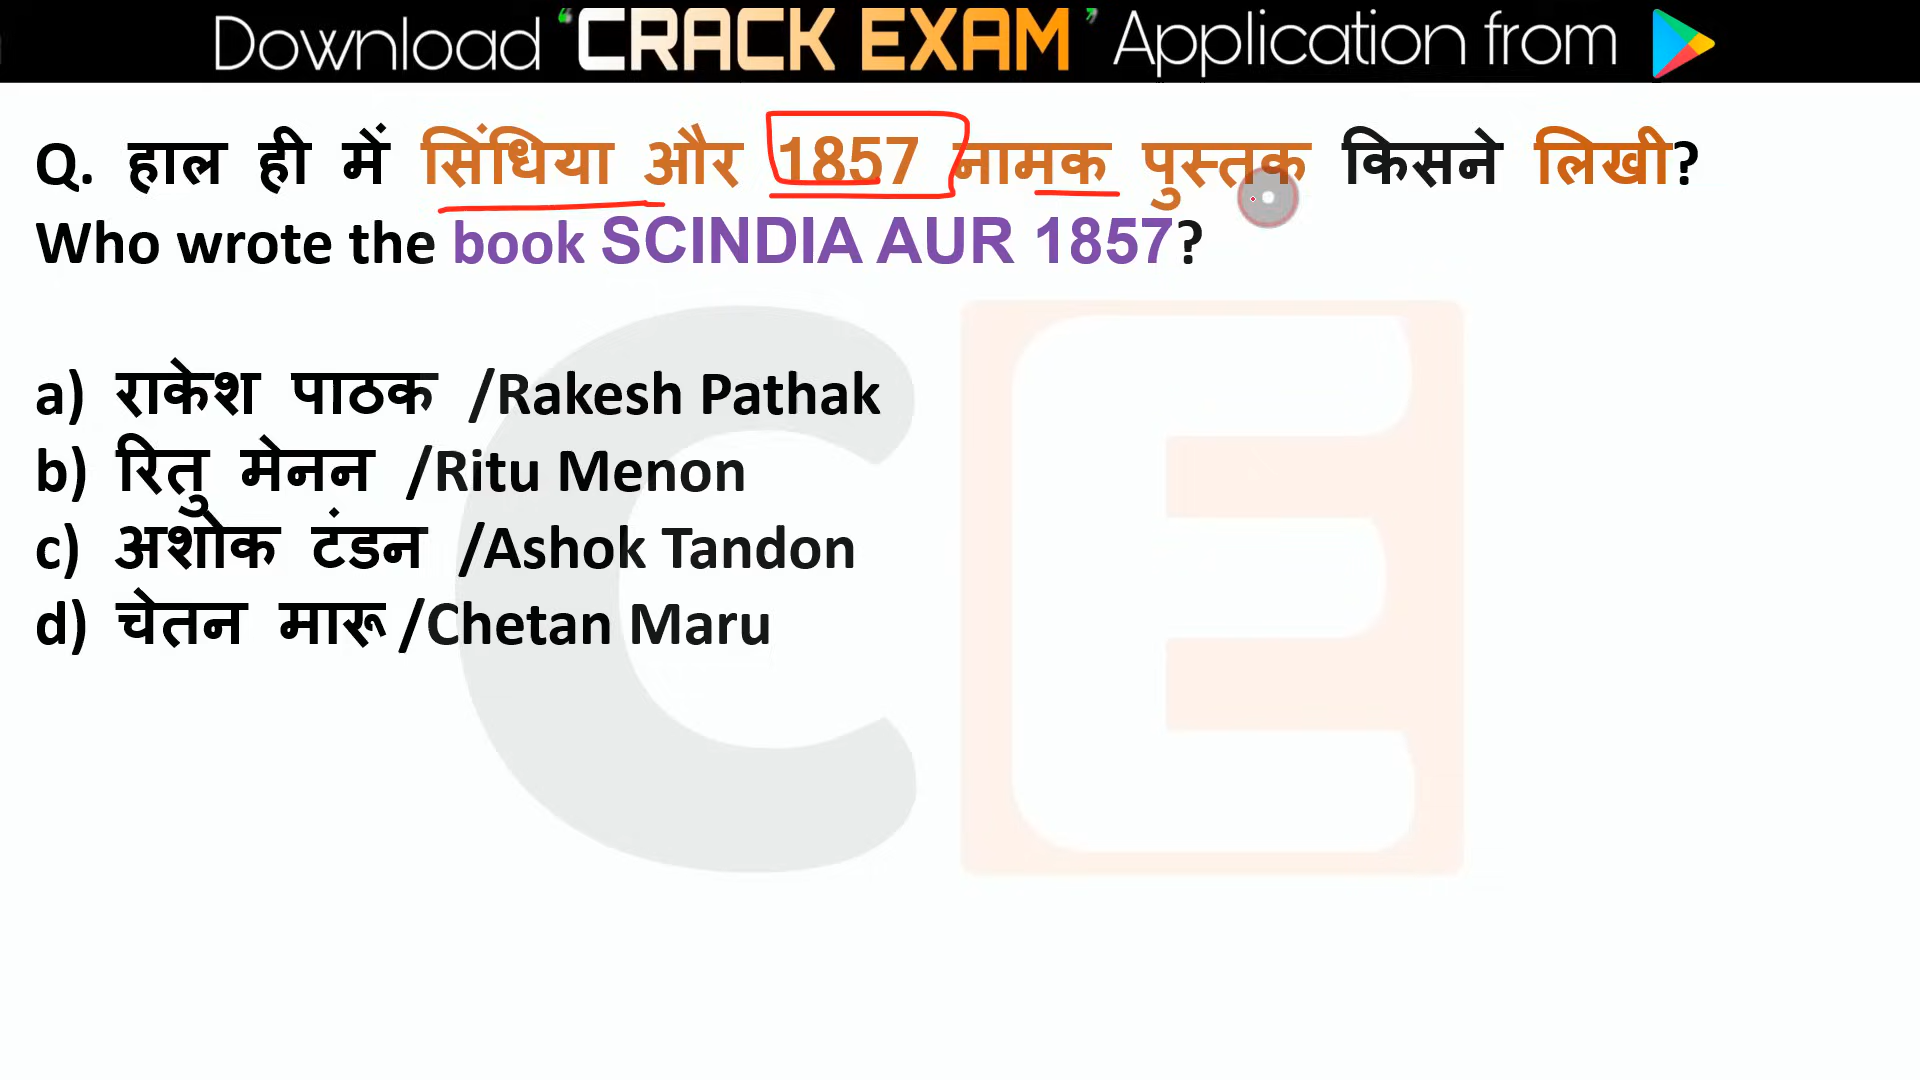 Download ‘CRACK EXAM’ Application from
Q. हाल ही में सिंधिया और 1857 नामक पुस्तक किसने लिखी?
Who wrote the book SCINDIA AUR 1857?
a) राकेश पाठक /Rakesh Pathak
b) रितु मेनन /Ritu Menon
c) अशोक टंडन /Ashok Tandon
d) चेतन मारू /Chetan Maru
CE